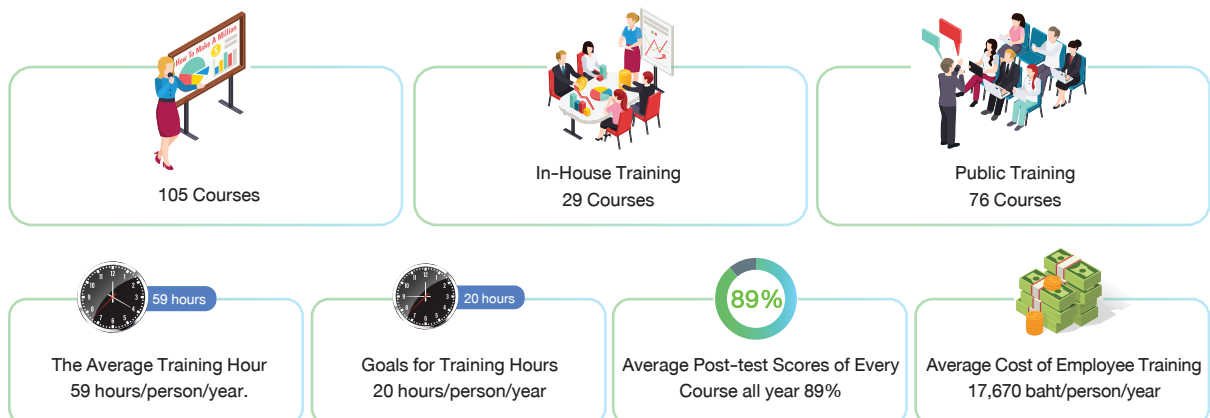 How To Make A Million
105 Courses
In-House Training
29 Courses
Public Training
76 Courses
59 hours
The Average Training Hour
59 hours/person/year.
20 hours
Goals for Training Hours
20 hours/person/year
89%
Average Post-test Scores of Every
Course all year 89%
Average Cost of Employee Training
17,670 baht/person/year